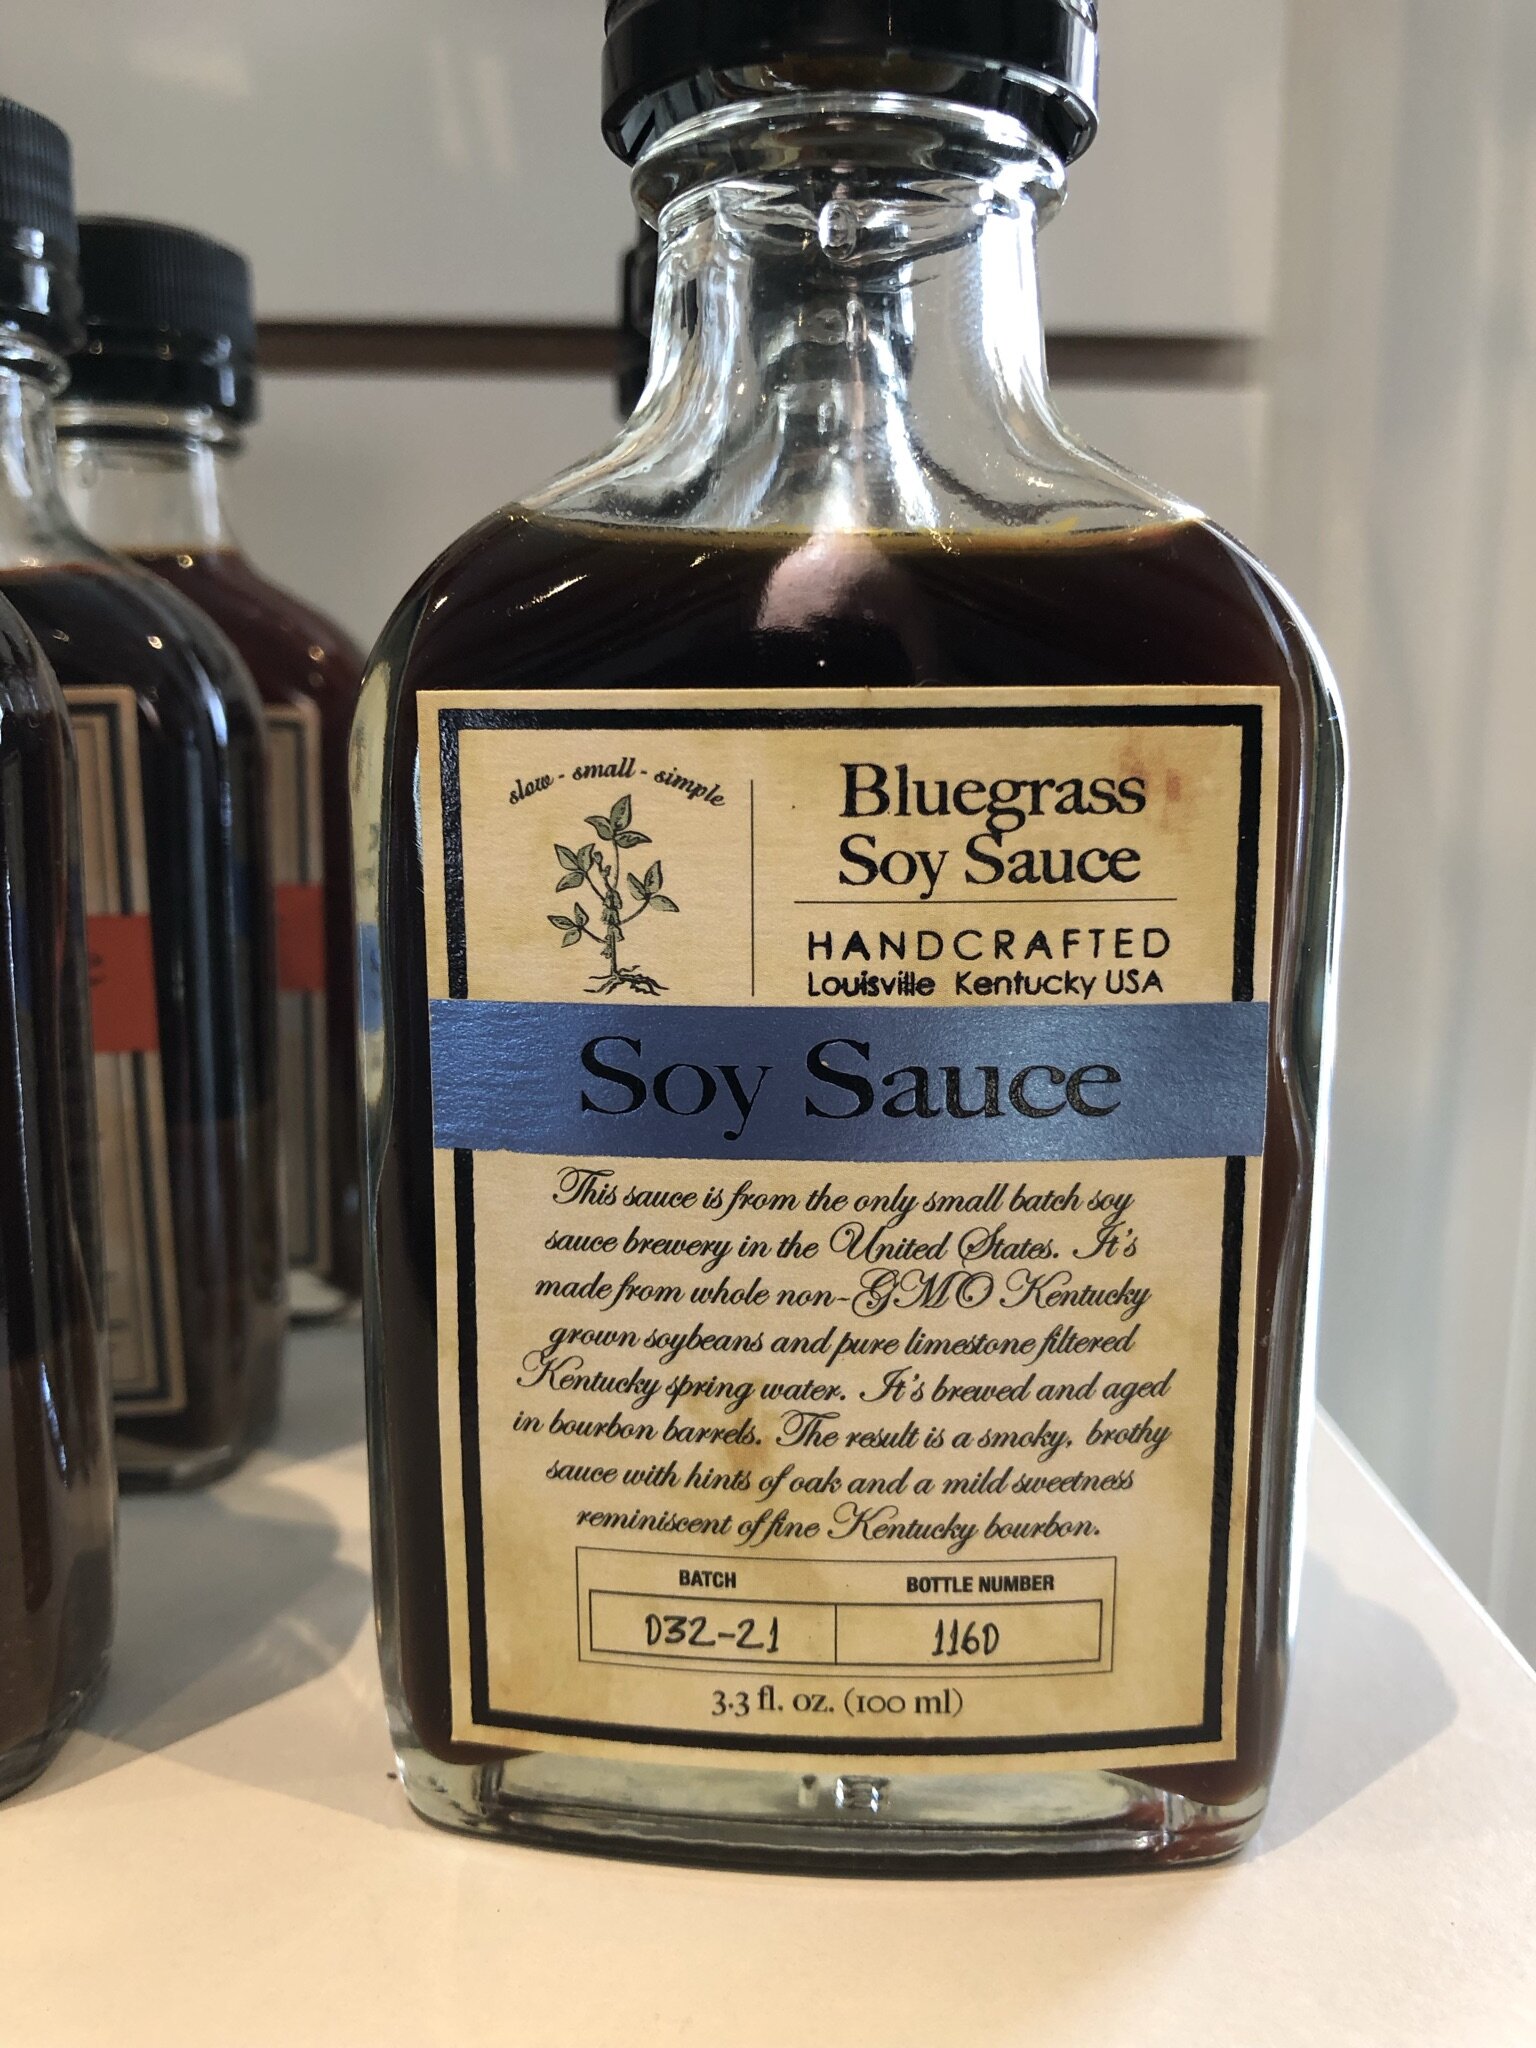 slow - small - simple
Bluegrass
Soy Sauce
HANDCRAFTED
Louisville Kentucky USA
Soy Sauce
This sauce is from the only small batch soy
sauce brewery in the United States. It's
made from whole non-GMO Kentucky
grown soybeans and pure limestone filtered
Kentucky spring water. It's brewed and aged
in bourbon barrels. The result is a smoky, brothy
sauce with hints of oak and a mild sweetness
reminiscent of fine Kentucky bourbon.
BATCH
BOTTLE NUMBER
D32-21
116D
3.3 fl. oz. (100 ml)